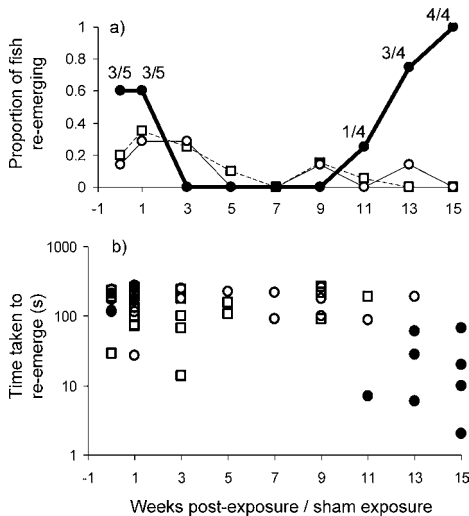 a)
3/5 3/5
1/4
3/4
4/4
Proportion of fish
re-emerging
1
0.8
0.6
0.4
0.2
0
-1 1 3 5 7 9 11 13 15
b)
Time taken to
re-emerge (s)
1000
100
10
1
-1 1 3 5 7 9 11 13 15
Weeks post-exposure / sham exposure